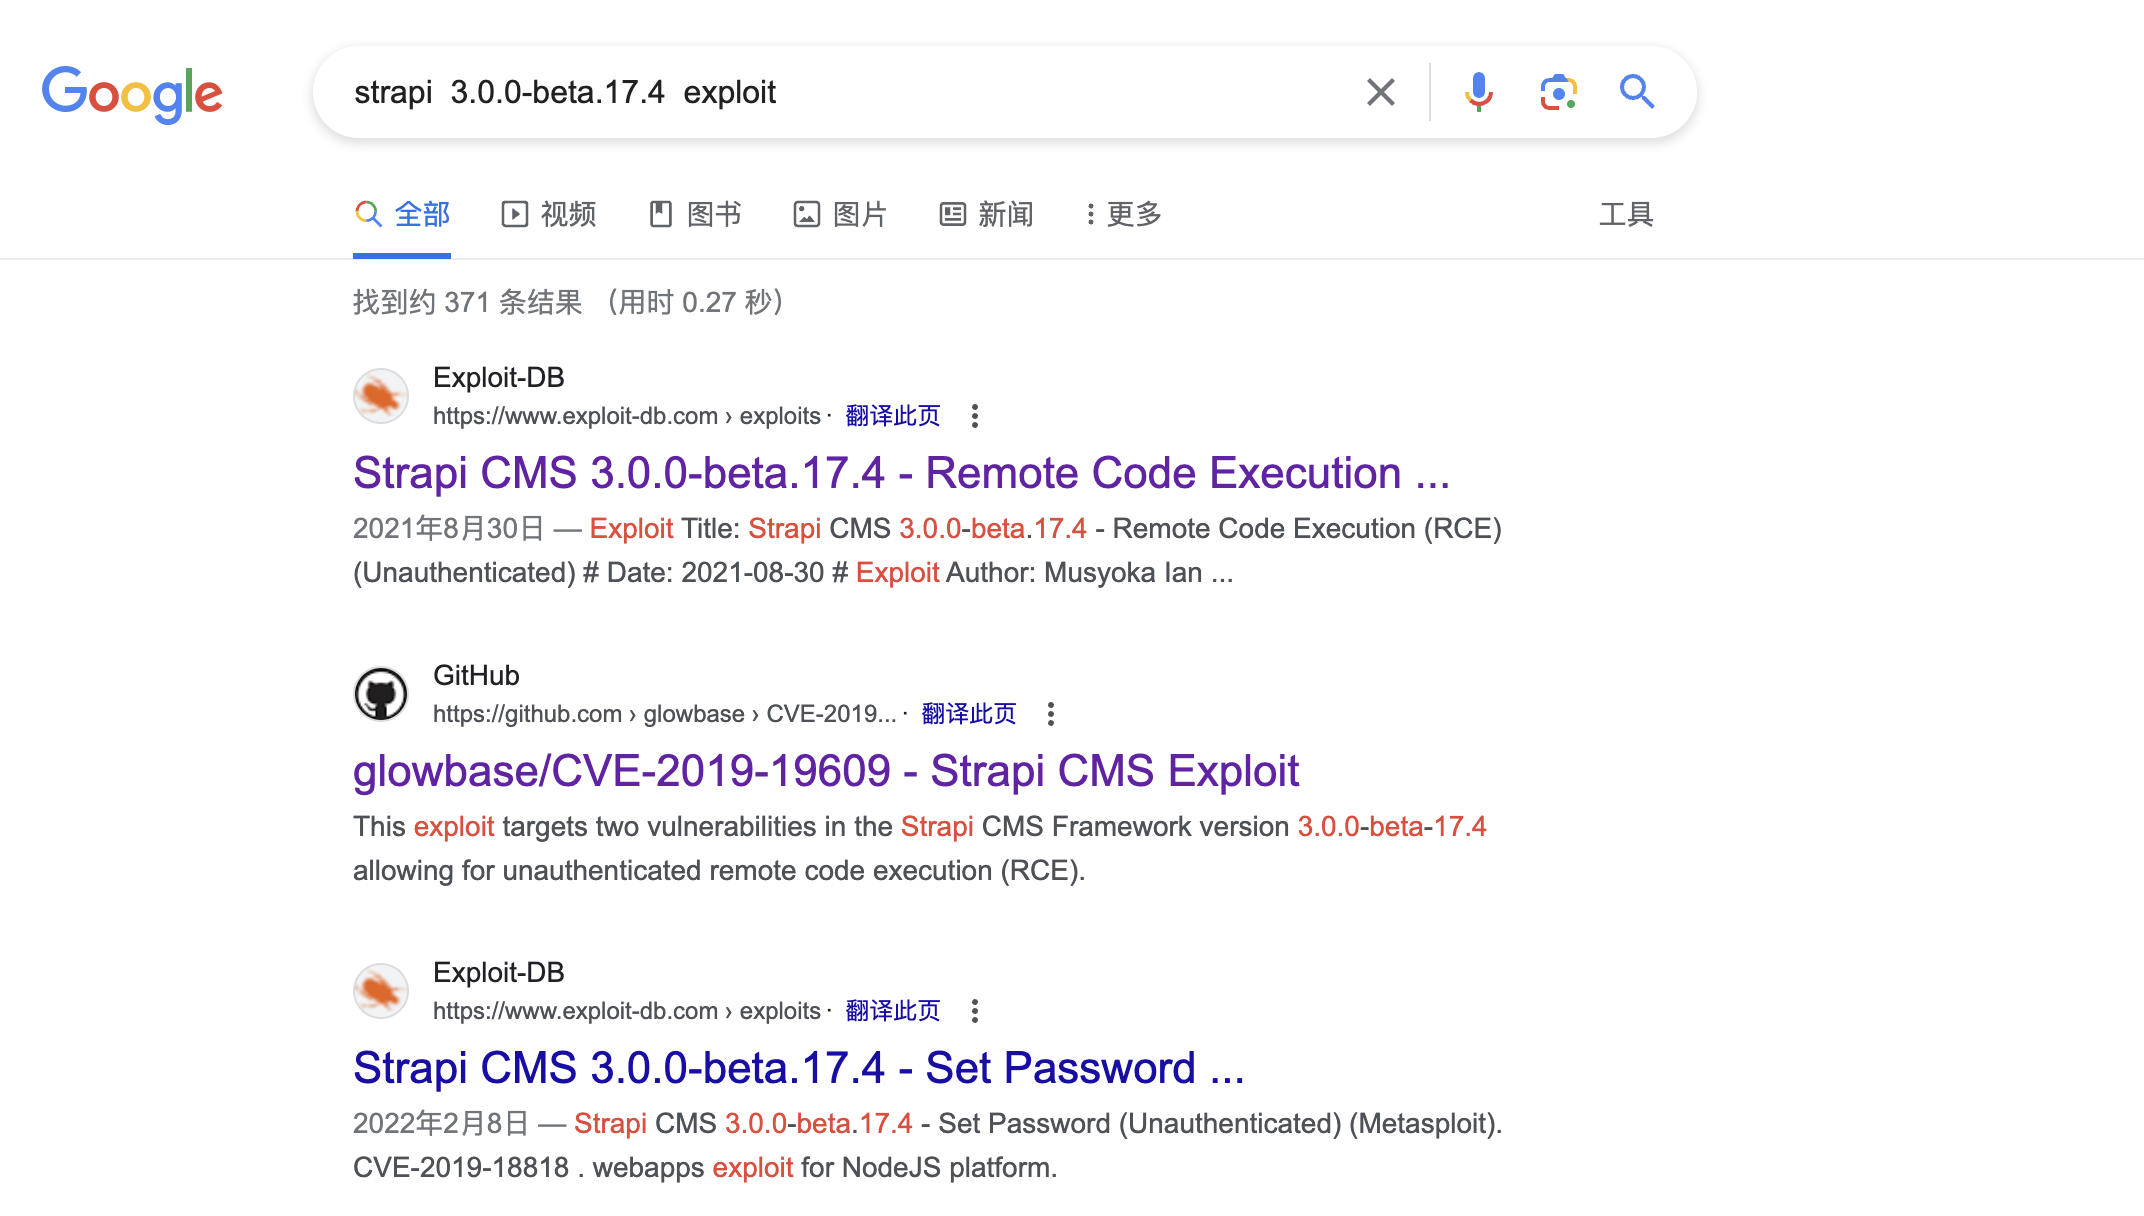 Google
strapi  3.0.0-beta.17.4  exploit
全部 视频 图书 图片 新闻 更多 工具
找到约 371 条结果 （用时 0.27 秒）
Exploit-DB
https://www.exploit-db.com › exploits · 翻译此页
Strapi CMS 3.0.0-beta.17.4 - Remote Code Execution ...
2021年8月30日 — Exploit Title: Strapi CMS 3.0.0-beta.17.4 - Remote Code Execution (RCE)
(Unauthenticated) # Date: 2021-08-30 # Exploit Author: Musyoka Ian ...
GitHub
https://github.com › glowbase › CVE-2019... · 翻译此页
glowbase/CVE-2019-19609 - Strapi CMS Exploit
This exploit targets two vulnerabilities in the Strapi CMS Framework version 3.0.0-beta-17.4
allowing for unauthenticated remote code execution (RCE).
Exploit-DB
https://www.exploit-db.com › exploits · 翻译此页
Strapi CMS 3.0.0-beta.17.4 - Set Password ...
2022年2月8日 — Strapi CMS 3.0.0-beta.17.4 - Set Password (Unauthenticated) (Metasploit).
CVE-2019-18818 . webapps exploit for NodeJS platform.